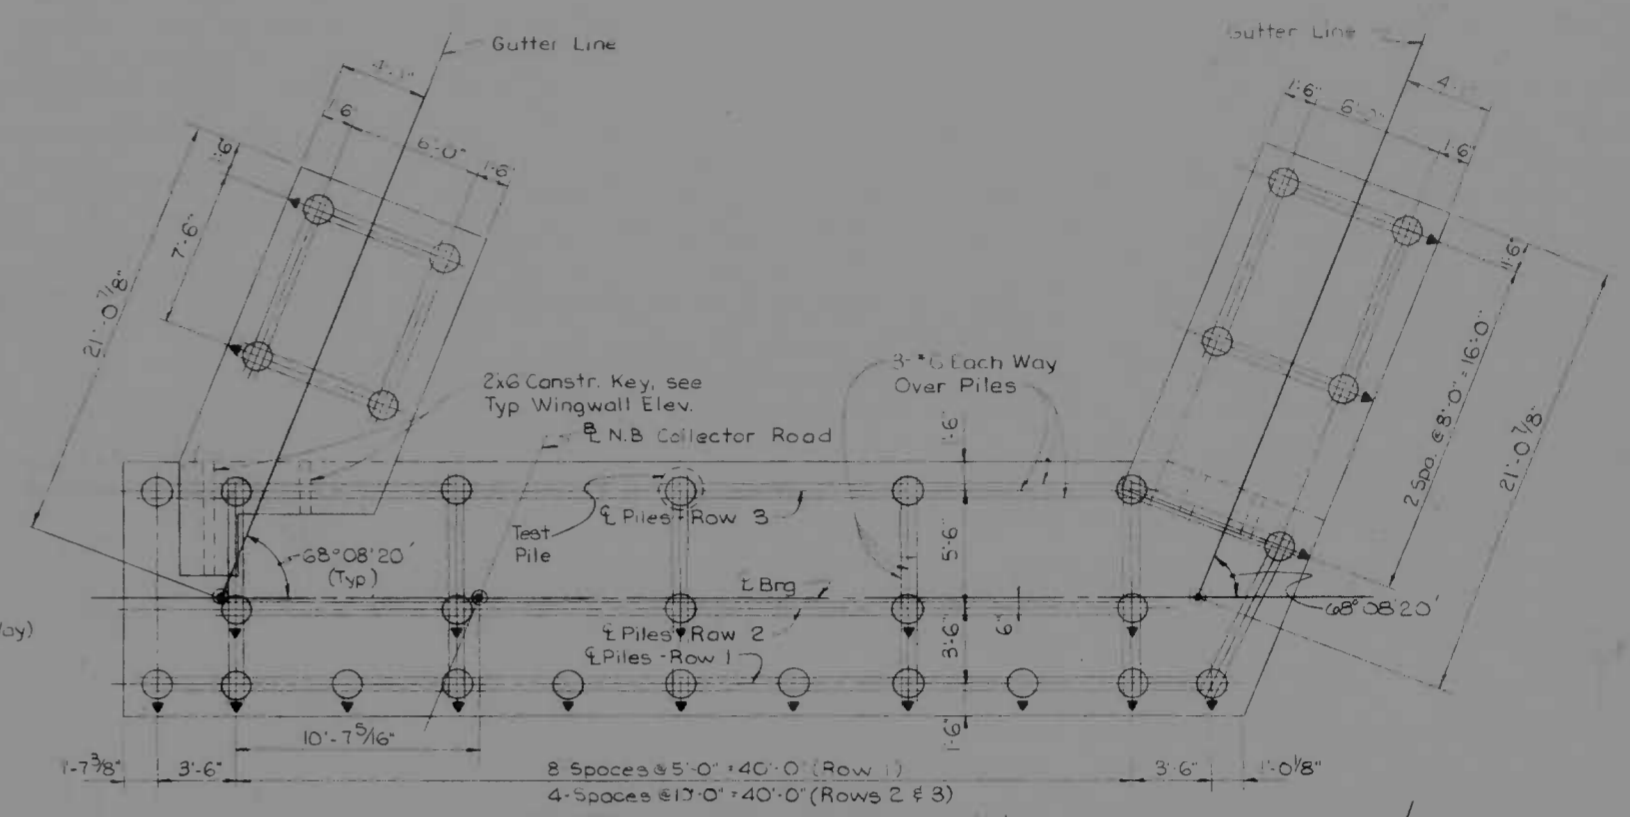 Gutter Line
Gutter Line
1'-6"
6'-0"
1'-6"
1'-6"
6'-0"
1'-6"
1'-6"
7'-6"
21'-0 7/8"
1'-6"
2 Spa. @ 8'-0" = 16'-0"
21'-0 7/8"
2x6 Constr. Key, see
Typ Wingwall Elev.
℄ N.B Collector Road
3-#6 Each Way
Over Piles
1'-6"
℄ Piles - Row 3
Test
Pile
5'-6"
68°08'20'
(Typ)
℄ Brg
68°08'20'
℄ Piles - Row 2
3'-6"
6"
℄ Piles - Row 1
1'-6"
10'-7 5/16"
1'-7 3/8"
3'-6"
8 Spaces @ 5'-0" = 40'-0" (Row 1)
3'-6"
1'-0 1/8"
4-Spaces @ 10'-0" = 40'-0" (Rows 2 & 3)